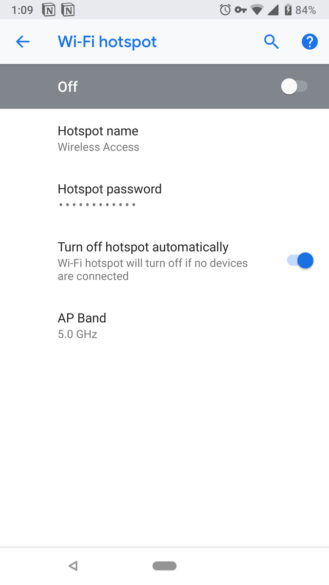 1:09 N N 84%
Wi-Fi hotspot ?
Off
Hotspot name
Wireless Access
Hotspot password
••••••••••••
Turn off hotspot automatically
Wi-Fi hotspot will turn off if no devices
are connected
AP Band
5.0 GHz